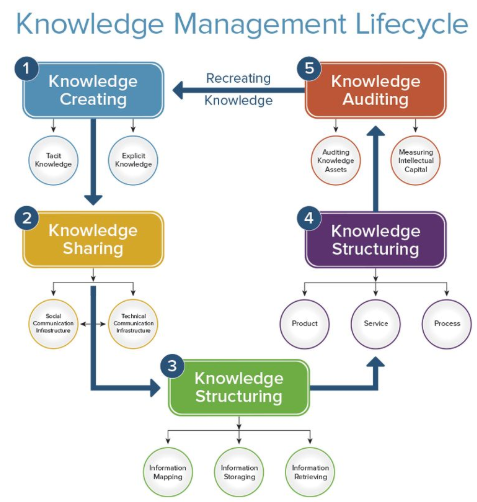 Knowledge Management Lifecycle
1
Knowledge
Creating
Tacit
Knowledge
Explicit
Knowledge
Recreating
Knowledge
5
Knowledge
Auditing
Auditing
Knowledge
Assets
Measuring
Intellectual
Capital
2
Knowledge
Sharing
Social
Communication
Infrastructure
Technical
Communication
Infrastructure
4
Knowledge
Structuring
Product
Service
Process
3
Knowledge
Structuring
Information
Mapping
Information
Storaging
Information
Retrieving